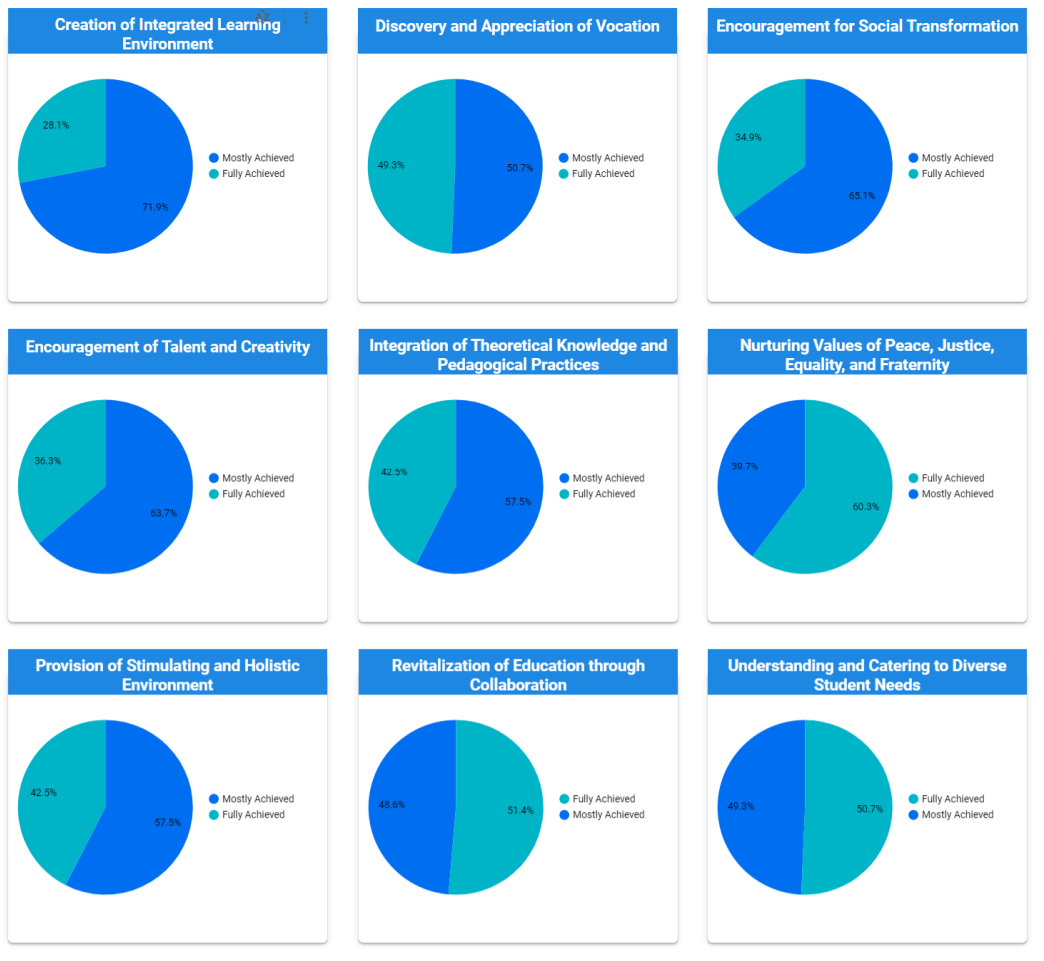 Creation of Integrated Learning
Environment
28.1%
71.9%
Mostly Achieved
Fully Achieved
Discovery and Appreciation of Vocation
49.3%
50.7%
Mostly Achieved
Fully Achieved
Encouragement for Social Transformation
34.9%
65.1%
Mostly Achieved
Fully Achieved
Encouragement of Talent and Creativity
36.3%
63.7%
Mostly Achieved
Fully Achieved
Integration of Theoretical Knowledge and
Pedagogical Practices
42.5%
57.5%
Mostly Achieved
Fully Achieved
Nurturing Values of Peace, Justice,
Equality, and Fraternity
39.7%
60.3%
Fully Achieved
Mostly Achieved
Provision of Stimulating and Holistic
Environment
42.5%
57.5%
Mostly Achieved
Fully Achieved
Revitalization of Education through
Collaboration
48.6%
51.4%
Fully Achieved
Mostly Achieved
Understanding and Catering to Diverse
Student Needs
49.3%
50.7%
Fully Achieved
Mostly Achieved